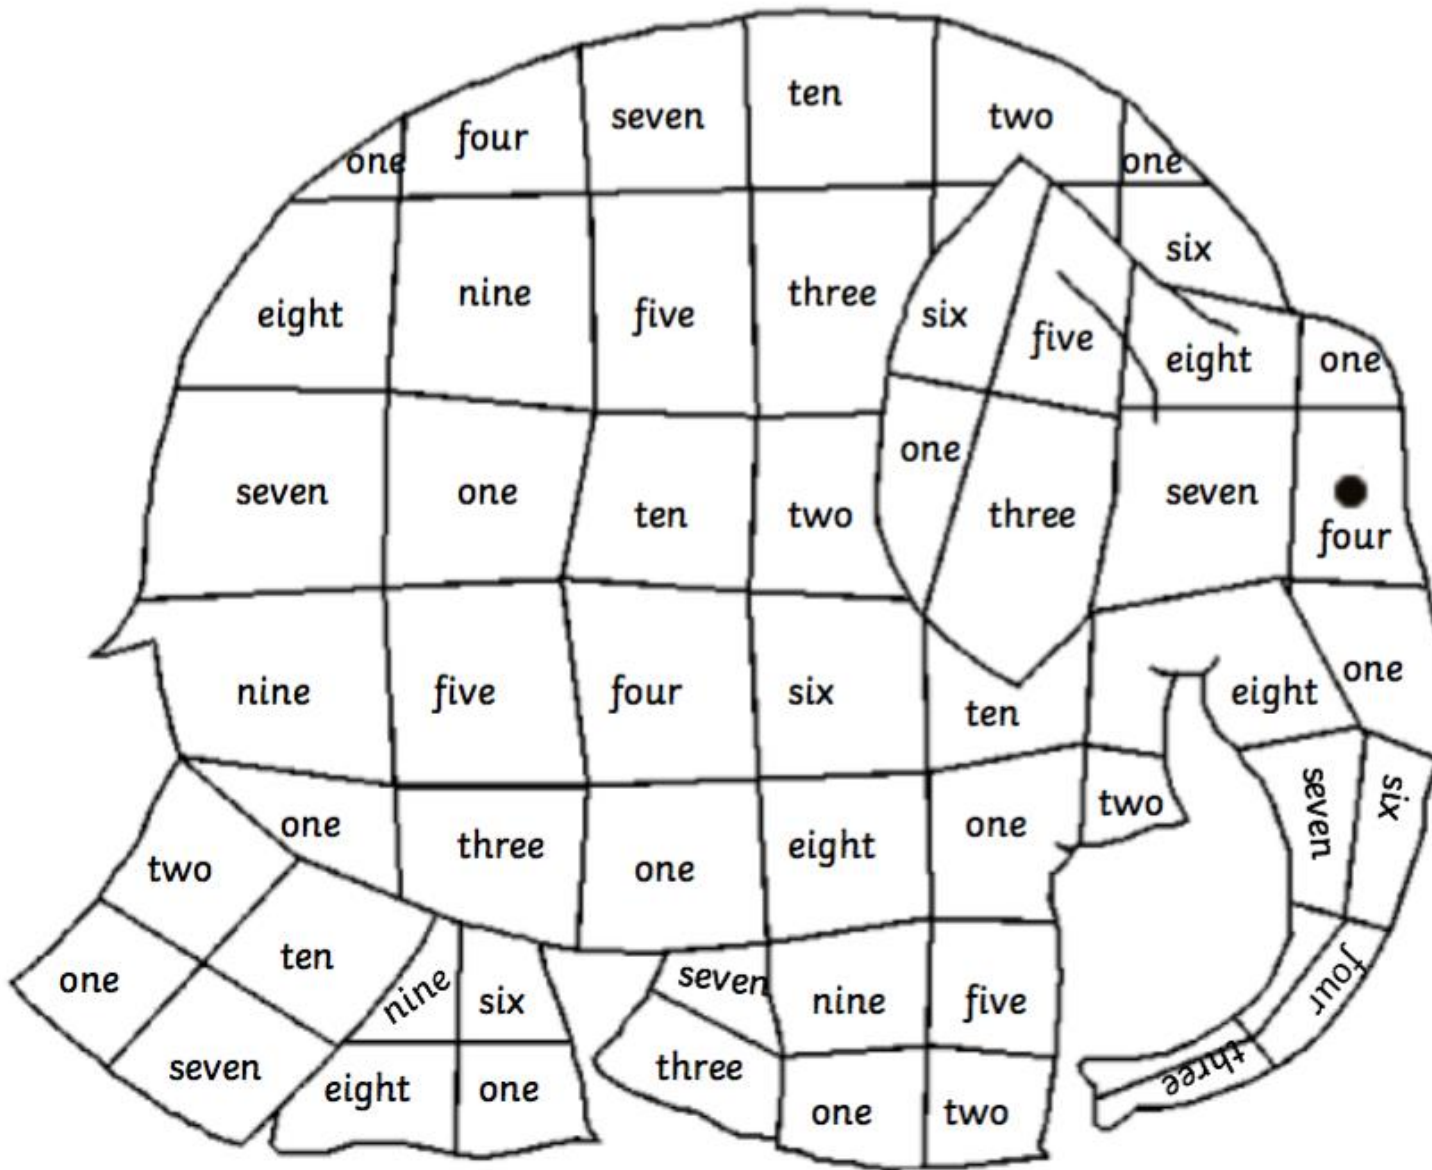 one four seven ten two one
eight nine five three six five six
eight one
seven one ten two one three seven four
nine five four six ten eight one
one three one eight one two seven six
two
one ten nine six seven nine five four
seven eight one three one two three